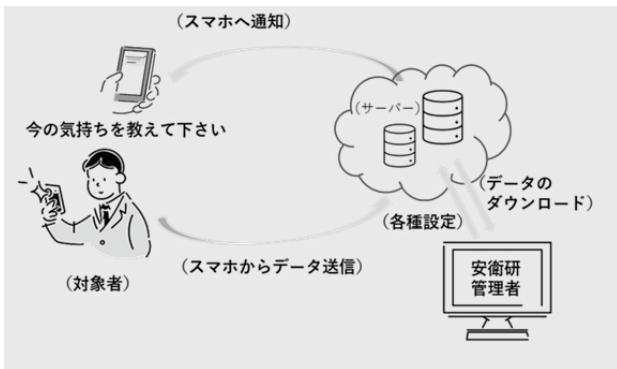 （スマホへ通知）
（サーバー）
今の気持ちを教えて下さい
（データの
ダウンロード）
（各種設定）
（スマホからデータ送信）
（対象者）
安衛研
管理者